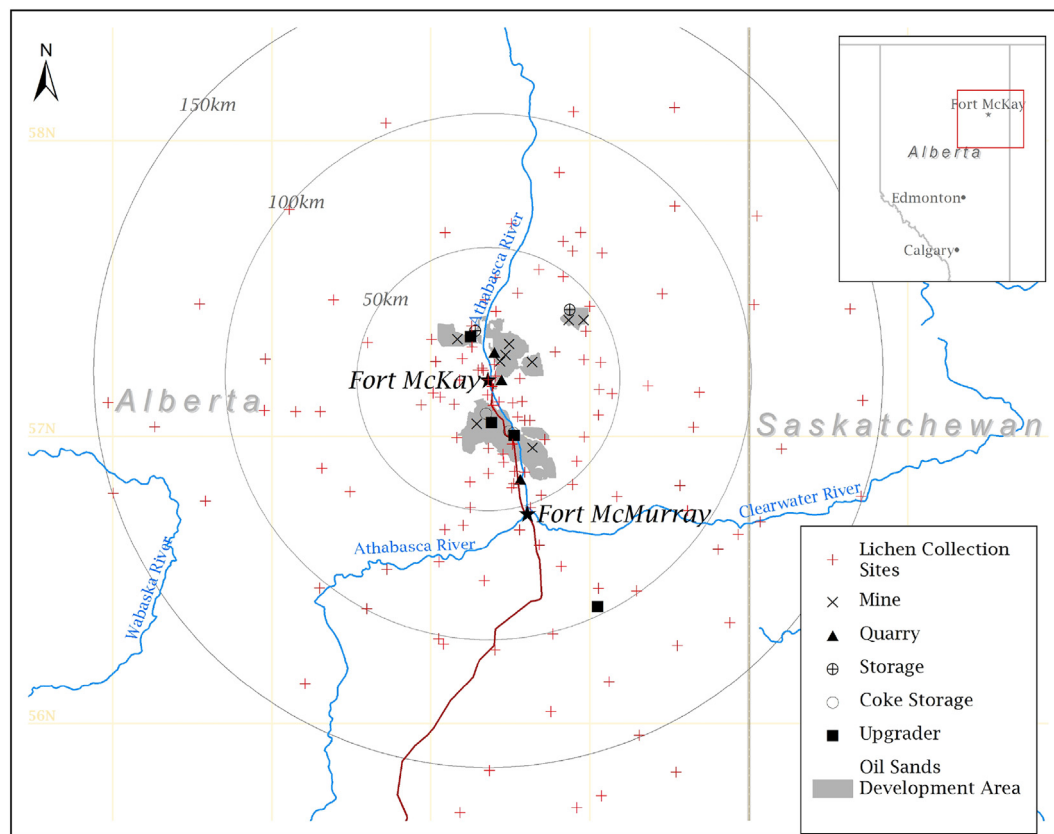 N
150km
58N
100km
50km
Athabasca River
Fort McKay
Alberta
57N
Saskatchewan
Fort McMurray
Clearwater River
Athabasca River
Wabaska River
56N
Fort McKay
Alberta
Edmonton
Calgary
Lichen Collection
Sites
Mine
Quarry
Storage
Coke Storage
Upgrader
Oil Sands
Development Area